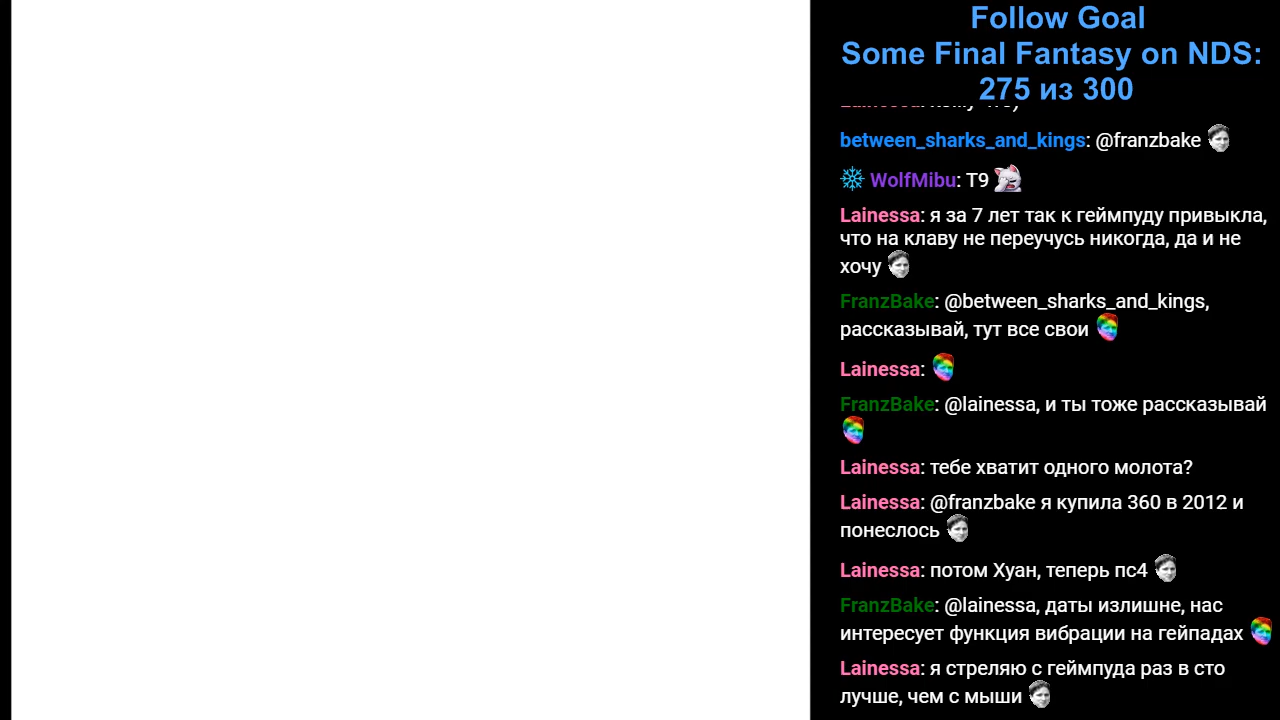 Follow Goal
Some Final Fantasy on NDS:
275 из 300
between_sharks_and_kings: @franzbake
WolfMibu: T9
Lainessa: я за 7 лет так к геймпуду привыкла,
что на клаву не переучусь никогда, да и не
хочу
FranzBake: @between_sharks_and_kings,
рассказывай, тут все свои
Lainessa:
FranzBake: @lainessa, и ты тоже рассказывай
Lainessa: тебе хватит одного молота?
Lainessa: @franzbake я купила 360 в 2012 и
понеслось
Lainessa: потом Хуан, теперь пс4
FranzBake: @lainessa, даты излишне, нас
интересует функция вибрации на гейпадах
Lainessa: я стреляю с геймпуда раз в сто
лучше, чем с мыши